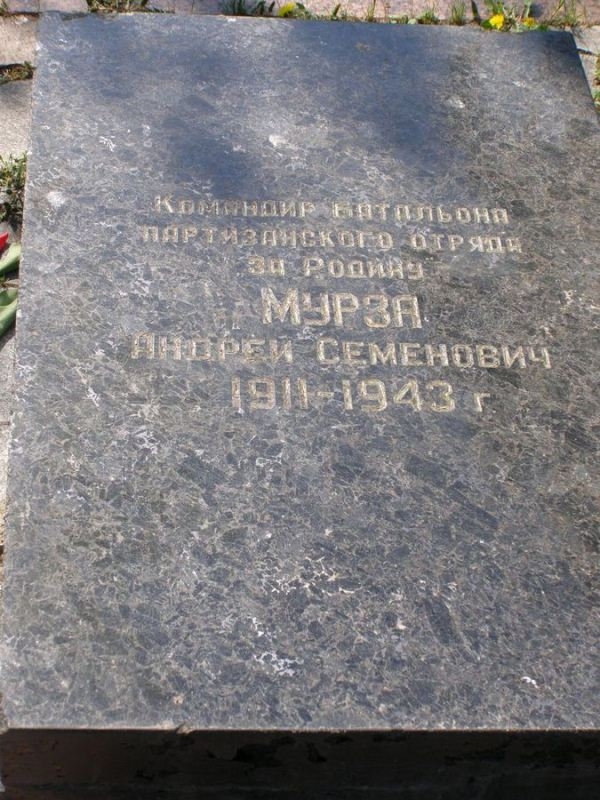 Командир батальона
партизанского отряда
За Родину
Мурза
Андрей Семенович
1911-1943 г